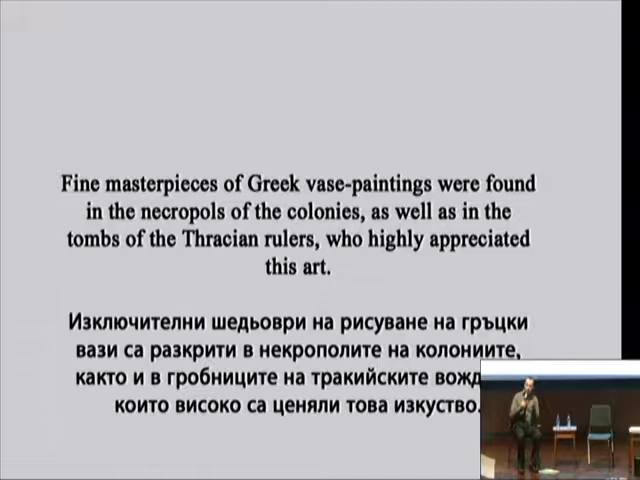 Fine masterpieces of Greek vase-paintings were found
in the necropols of the colonies, as well as in the
tombs of the Thracian rulers, who highly appreciated
this art.
Изключителни шедьоври на рисуване на гръцки
вази са разкрити в некрополите на колониите,
както и в гробниците на тракийските
които високо са ценяли това изкуство.